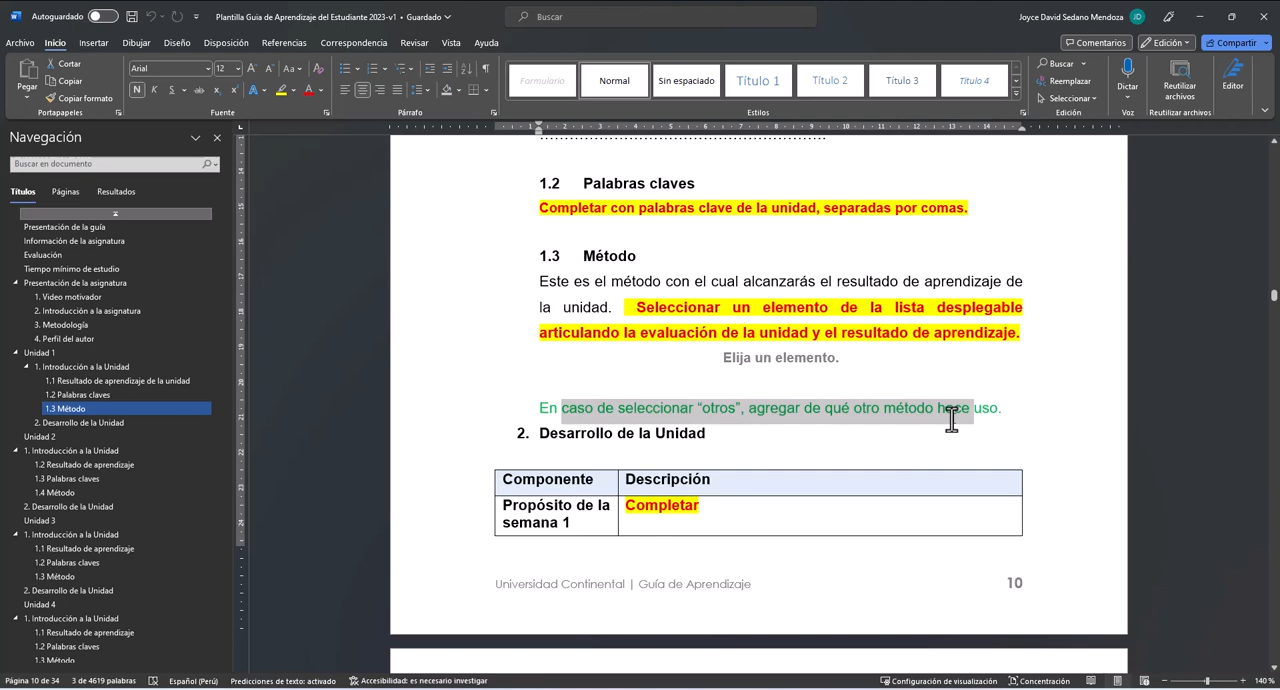 Autoguardado
Plantilla Guia de Aprendizaje del Estudiante 2023-v1 • Guardado
Buscar
Joyce David Sedano Mendoza
JD
Archivo Inicio Insertar Dibujar Diseño Disposición Referencias Correspondencia Revisar Vista Ayuda
Comentarios Edición Compartir
Pegar
Cortar
Copiar
Copiar formato
Portapapeles
Arial 12
Fuente
Párrafo
Formulario Normal Sin espaciado Título 1 Título 2 Título 3 Título 4
Estilos
Buscar
Reemplazar
Seleccionar
Edición
Dictar
Voz
Reutilizar archivos
Reutilizar archivos
Editor
Navegación
Buscar en documento
Títulos Páginas Resultados
Presentación de la guía
Información de la asignatura
Evaluación
Tiempo mínimo de estudio
Presentación de la asignatura
1. Video motivador
2. Introducción a la asignatura
3. Metodología
4. Perfil del autor
Unidad 1
1. Introducción a la Unidad
1.1 Resultado de aprendizaje de la unidad
1.2 Palabras claves
1.3 Método
2. Desarrollo de la Unidad
Unidad 2
1. Introducción a la Unidad
1.2 Resultado de aprendizaje
1.3 Palabras claves
1.4 Método
2. Desarrollo de la Unidad
Unidad 3
1. Introducción a la Unidad
1.1 Resultado de aprendizaje
1.2 Palabras claves
1.3 Método
2. Desarrollo de la Unidad
Unidad 4
1. Introducción a la Unidad
1.1 Resultado de aprendizaje
1.2 Palabras claves
1.3 Método
1.2 Palabras claves
Completar con palabras clave de la unidad, separadas por comas.
1.3 Método
Este es el método con el cual alcanzarás el resultado de aprendizaje de
la unidad. Seleccionar un elemento de la lista desplegable
articulando la evaluación de la unidad y el resultado de aprendizaje.
Elija un elemento.
En caso de seleccionar “otros”, agregar de qué otro método hace uso.
2. Desarrollo de la Unidad
Componente Descripción
Propósito de la Completar
semana 1
Universidad Continental | Guía de Aprendizaje 10
Página 10 de 34 3 de 4619 palabras Español (Perú) Predicciones de texto: activado Accesibilidad: es necesario investigar Configuración de visualización Concentración 140 %